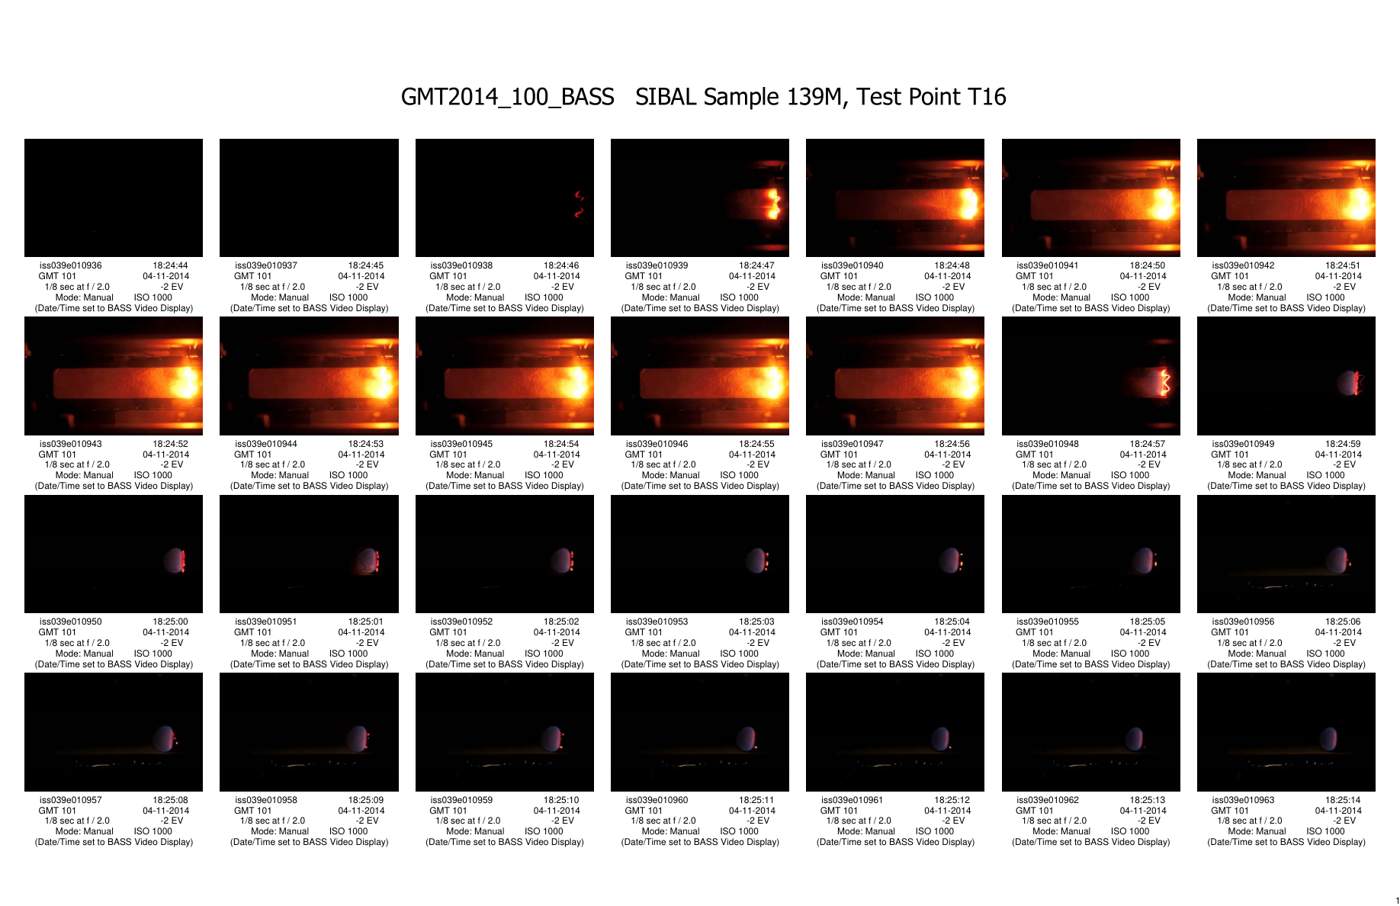 GMT2014_100_BASS SIBAL Sample 139M, Test Point T16
iss039e010936 18:24:44
GMT 101 04-11-2014
1/8 sec at f / 2.0 -2 EV
Mode: Manual ISO 1000
(Date/Time set to BASS Video Display)
iss039e010937 18:24:45
GMT 101 04-11-2014
1/8 sec at f / 2.0 -2 EV
Mode: Manual ISO 1000
(Date/Time set to BASS Video Display)
iss039e010938 18:24:46
GMT 101 04-11-2014
1/8 sec at f / 2.0 -2 EV
Mode: Manual ISO 1000
(Date/Time set to BASS Video Display)
iss039e010939 18:24:47
GMT 101 04-11-2014
1/8 sec at f / 2.0 -2 EV
Mode: Manual ISO 1000
(Date/Time set to BASS Video Display)
iss039e010940 18:24:48
GMT 101 04-11-2014
1/8 sec at f / 2.0 -2 EV
Mode: Manual ISO 1000
(Date/Time set to BASS Video Display)
iss039e010941 18:24:50
GMT 101 04-11-2014
1/8 sec at f / 2.0 -2 EV
Mode: Manual ISO 1000
(Date/Time set to BASS Video Display)
iss039e010942 18:24:51
GMT 101 04-11-2014
1/8 sec at f / 2.0 -2 EV
Mode: Manual ISO 1000
(Date/Time set to BASS Video Display)
iss039e010943 18:24:52
GMT 101 04-11-2014
1/8 sec at f / 2.0 -2 EV
Mode: Manual ISO 1000
(Date/Time set to BASS Video Display)
iss039e010944 18:24:53
GMT 101 04-11-2014
1/8 sec at f / 2.0 -2 EV
Mode: Manual ISO 1000
(Date/Time set to BASS Video Display)
iss039e010945 18:24:54
GMT 101 04-11-2014
1/8 sec at f / 2.0 -2 EV
Mode: Manual ISO 1000
(Date/Time set to BASS Video Display)
iss039e010946 18:24:55
GMT 101 04-11-2014
1/8 sec at f / 2.0 -2 EV
Mode: Manual ISO 1000
(Date/Time set to BASS Video Display)
iss039e010947 18:24:56
GMT 101 04-11-2014
1/8 sec at f / 2.0 -2 EV
Mode: Manual ISO 1000
(Date/Time set to BASS Video Display)
iss039e010948 18:24:57
GMT 101 04-11-2014
1/8 sec at f / 2.0 -2 EV
Mode: Manual ISO 1000
(Date/Time set to BASS Video Display)
iss039e010949 18:24:59
GMT 101 04-11-2014
1/8 sec at f / 2.0 -2 EV
Mode: Manual ISO 1000
(Date/Time set to BASS Video Display)
iss039e010950 18:25:00
GMT 101 04-11-2014
1/8 sec at f / 2.0 -2 EV
Mode: Manual ISO 1000
(Date/Time set to BASS Video Display)
iss039e010951 18:25:01
GMT 101 04-11-2014
1/8 sec at f / 2.0 -2 EV
Mode: Manual ISO 1000
(Date/Time set to BASS Video Display)
iss039e010952 18:25:02
GMT 101 04-11-2014
1/8 sec at f / 2.0 -2 EV
Mode: Manual ISO 1000
(Date/Time set to BASS Video Display)
iss039e010953 18:25:03
GMT 101 04-11-2014
1/8 sec at f / 2.0 -2 EV
Mode: Manual ISO 1000
(Date/Time set to BASS Video Display)
iss039e010954 18:25:04
GMT 101 04-11-2014
1/8 sec at f / 2.0 -2 EV
Mode: Manual ISO 1000
(Date/Time set to BASS Video Display)
iss039e010955 18:25:05
GMT 101 04-11-2014
1/8 sec at f / 2.0 -2 EV
Mode: Manual ISO 1000
(Date/Time set to BASS Video Display)
iss039e010956 18:25:06
GMT 101 04-11-2014
1/8 sec at f / 2.0 -2 EV
Mode: Manual ISO 1000
(Date/Time set to BASS Video Display)
iss039e010957 18:25:08
GMT 101 04-11-2014
1/8 sec at f / 2.0 -2 EV
Mode: Manual ISO 1000
(Date/Time set to BASS Video Display)
iss039e010958 18:25:09
GMT 101 04-11-2014
1/8 sec at f / 2.0 -2 EV
Mode: Manual ISO 1000
(Date/Time set to BASS Video Display)
iss039e010959 18:25:10
GMT 101 04-11-2014
1/8 sec at f / 2.0 -2 EV
Mode: Manual ISO 1000
(Date/Time set to BASS Video Display)
iss039e010960 18:25:11
GMT 101 04-11-2014
1/8 sec at f / 2.0 -2 EV
Mode: Manual ISO 1000
(Date/Time set to BASS Video Display)
iss039e010961 18:25:12
GMT 101 04-11-2014
1/8 sec at f / 2.0 -2 EV
Mode: Manual ISO 1000
(Date/Time set to BASS Video Display)
iss039e010962 18:25:13
GMT 101 04-11-2014
1/8 sec at f / 2.0 -2 EV
Mode: Manual ISO 1000
(Date/Time set to BASS Video Display)
iss039e010963 18:25:14
GMT 101 04-11-2014
1/8 sec at f / 2.0 -2 EV
Mode: Manual ISO 1000
(Date/Time set to BASS Video Display)